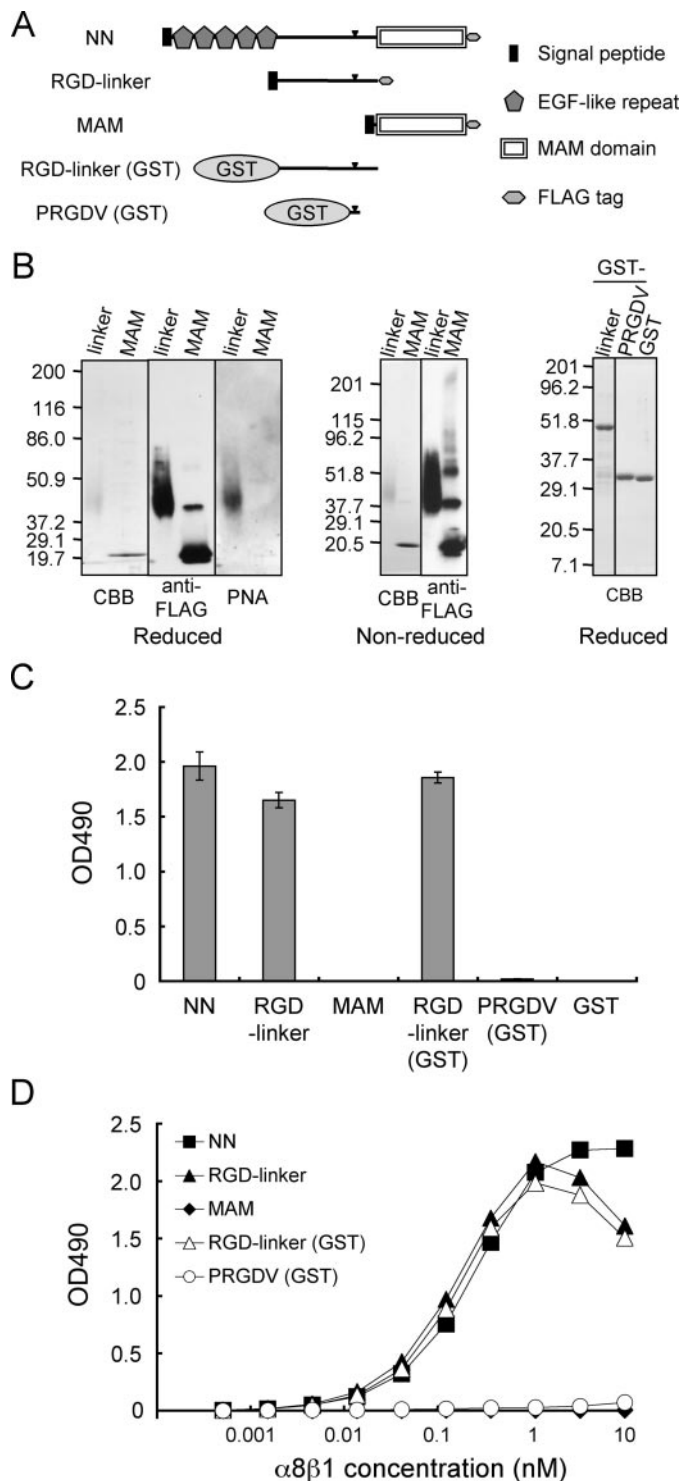 A
NN
RGD-linker
MAM
RGD-linker (GST)
GST
PRGDV (GST)
GST
Signal peptide
EGF-like repeat
MAM domain
FLAG tag
B
linker MAM linker MAM linker MAM
200
116
86.0
50.9
37.2
29.1
19.7
CBB anti-FLAG PNA
Reduced
linker MAM linker MAM
201
115
96.2
51.8
37.7
29.1
20.5
CBB anti-FLAG
Non-reduced
GST-
linker PRGDV GST
201
96.2
51.8
37.7
29.1
20.5
7.1
CBB
Reduced
C
OD490
2.5
2.0
1.5
1.0
0.5
0
NN RGD-linker MAM RGD-linker (GST) PRGDV (GST) GST
D
OD490
2.5
2.0
1.5
1.0
0.5
0
NN
RGD-linker
MAM
RGD-linker (GST)
PRGDV (GST)
0.001 0.01 0.1 1 10
α8β1 concentration (nM)